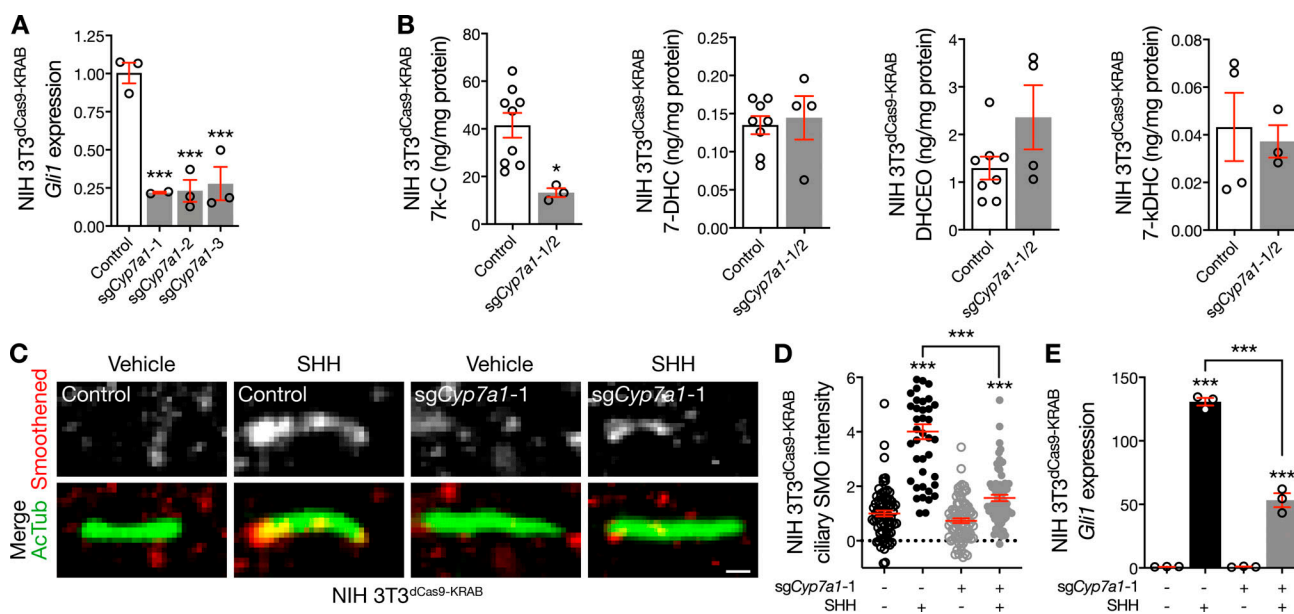 A
NIH 3T3dCas9-KRAB
Gli1 expression
1.25
1.00
0.75
0.50
0.25
0.00
***
***
***
Control
sgCyp7a1-1
sgCyp7a1-2
sgCyp7a1-3
B
NIH 3T3dCas9-KRAB
7k-C (ng/mg protein)
80
60
40
20
0
*
Control
sgCyp7a1-1/2
NIH 3T3dCas9-KRAB
7-DHC (ng/mg protein)
0.20
0.15
0.10
0.05
0.00
Control
sgCyp7a1-1/2
NIH 3T3dCas9-KRAB
DHCEO (ng/mg protein)
4
3
2
1
0
Control
sgCyp7a1-1/2
NIH 3T3dCas9-KRAB
7-kDHC (ng/mg protein)
0.08
0.06
0.04
0.02
0.00
Control
sgCyp7a1-1/2
C
Vehicle SHH Vehicle SHH
Smoothened
Control Control sgCyp7a1-1 sgCyp7a1-1
Merge
AcTub
NIH 3T3dCas9-KRAB
D
NIH 3T3dCas9-KRAB
ciliary SMO intensity
6
4
2
0
***
***
***
sgCyp7a1-1 - - + +
SHH - + - +
E
NIH 3T3dCas9-KRAB
Gli1 expression
150
100
50
0
***
***
***
sgCyp7a1-1 - - + +
SHH - + - +